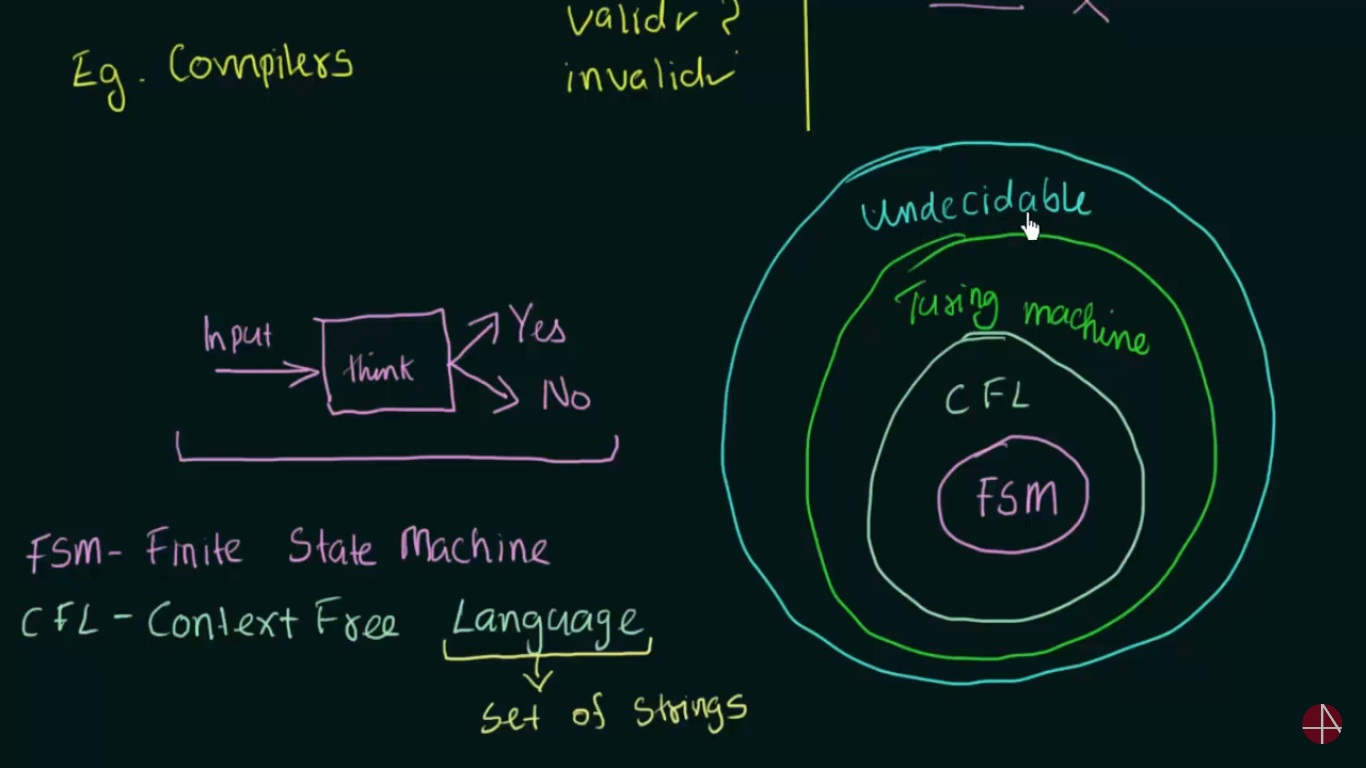 valid ?
invalid
Eg. Compilers
Undecidable
Turing machine
CFL
FSM
Input
think
Yes
No
FSM - Finite State Machine
CFL - Context Free Language
set of strings